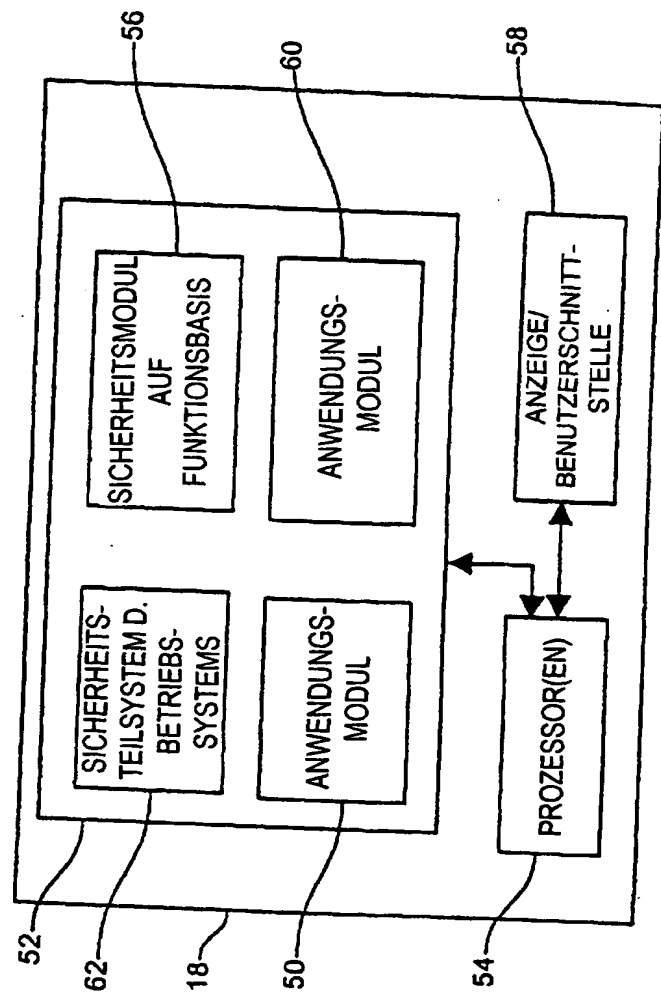 52
62
18
50
54
SICHERHEITS-
TEILSYSTEM D.
BETRIEBS-
SYSTEMS
SICHERHEITSMODUL
AUF
FUNKTIONSBASIS
56
ANWENDUNGS-
MODUL
ANWENDUNGS-
MODUL
60
PROZESSOR(EN)
ANZEIGE/
BENUTZERSCHNITT-
STELLE
58